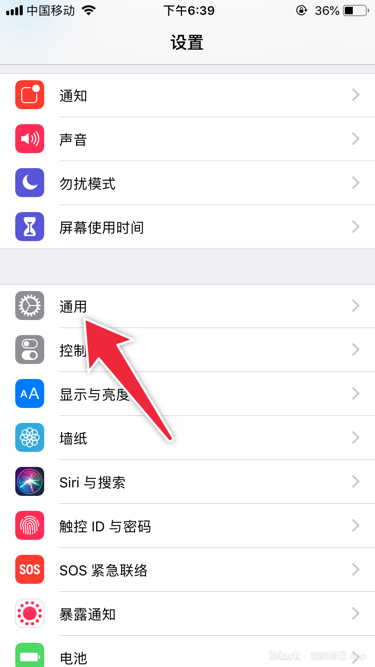 中国移动 下午6:39 36%
设置
通知
声音
勿扰模式
屏幕使用时间
通用
控制
显示与亮度
AA 
墙纸
Siri 与搜索
触控 ID 与密码
SOS SOS 紧急联络
暴露通知
电池